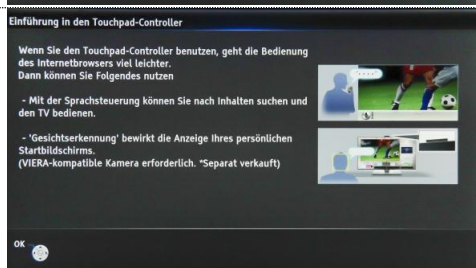 Einführung in den Touchpad-Controller
Wenn Sie den Touchpad-Controller benutzen, geht die Bedienung
des Internetbrowsers viel leichter.
Dann können Sie Folgendes nutzen
- Mit der Sprachsteuerung können Sie nach Inhalten suchen und
den TV bedienen.
- 'Gesichtserkennung' bewirkt die Anzeige Ihres persönlichen
Startbildschirms.
(VIERA-kompatible Kamera erforderlich. *Separat verkauft)
OK